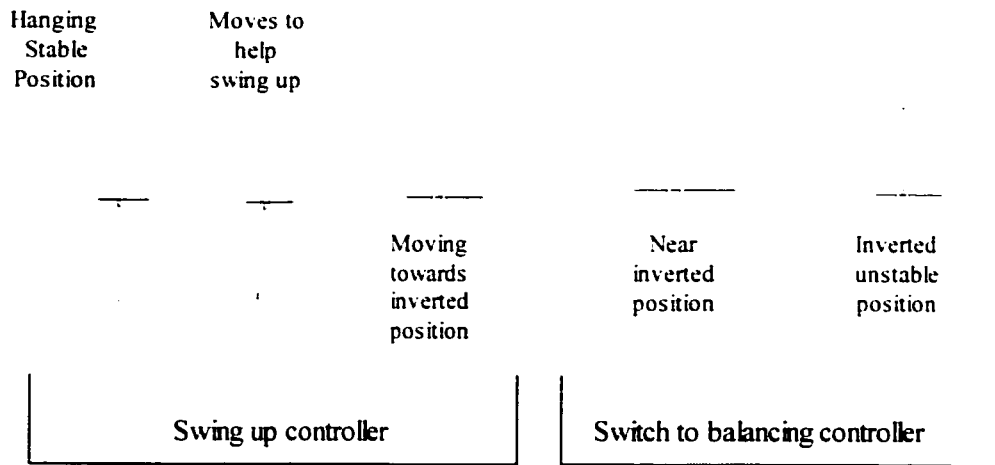 Hanging
Stable
Position
Moves to
help
swing up
Moving
towards
inverted
position
Near
inverted
position
Inverted
unstable
position
Swing up controller
Switch to balancing controller